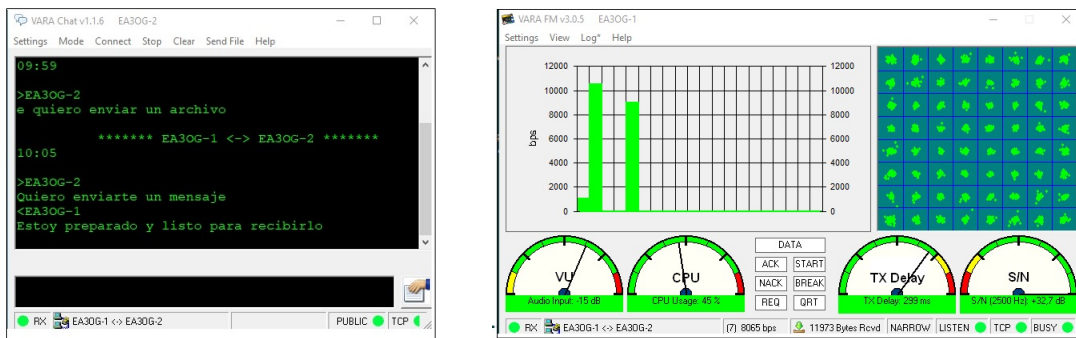 VARA Chat v1.1.6 EA3OG-2
Settings Mode Connect Stop Clear Send File Help
09:59
>EA3OG-2
e quiero enviar un archivo
******* EA3OG-1 <-> EA3OG-2 *******
10:05
>EA3OG-2
Quiero enviarte un mensaje
<EA3OG-1
Estoy preparado y listo para recibirlo
RX EA3OG-1 <-> EA3OG-2 PUBLIC TCP
VARA FM v3.0.5 EA3OG-1
Settings View Log* Help
12000 12000
10000 10000
8000 8000
6000 6000
4000 4000
2000 2000
0 0
bps
VU
Audio Input: -15 dB
CPU
CPU Usage: 45 %
DATA
ACK START
NACK BREAK
REQ QRT
TX Delay
TX Delay: 299 ms
S/N
S/N (2500 Hz): +32,7 dB
RX EA3OG-1 <-> EA3OG-2 (7) 8065 bps 11973 Bytes Rcvd NARROW LISTEN TCP BUSY